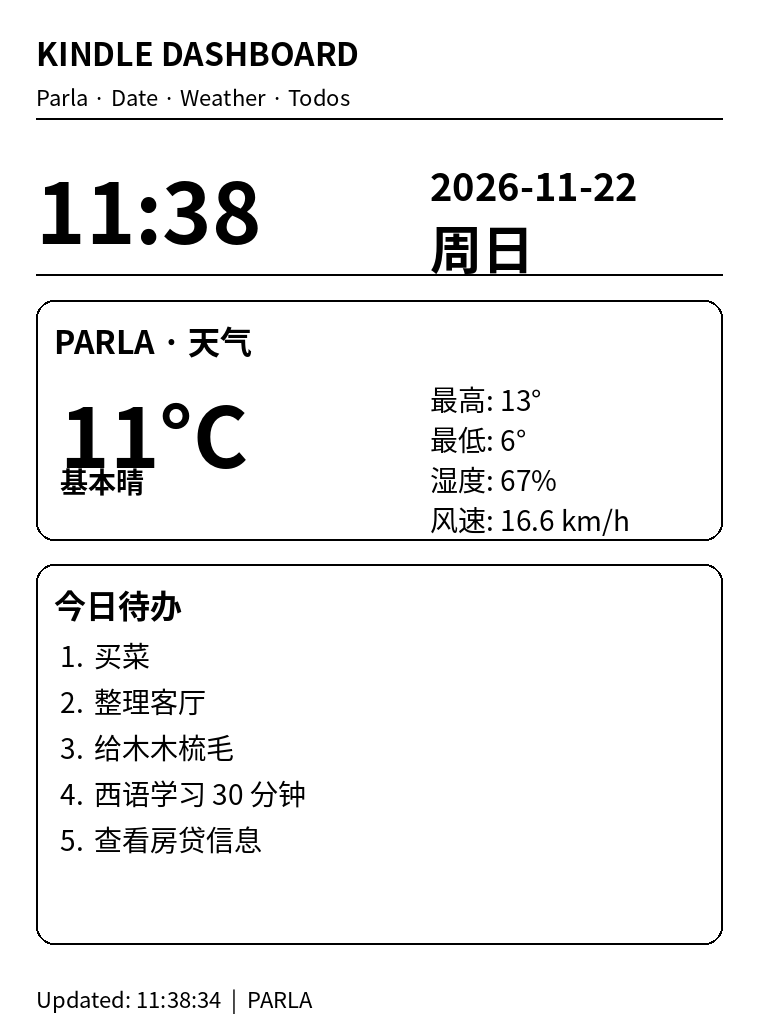 KINDLE DASHBOARD
Parla · Date · Weather · Todos
11:38
2026-11-22
周日
PARLA · 天气
11°C
基本晴
最高: 13°
最低: 6°
湿度: 67%
风速: 16.6 km/h
今日待办
1. 买菜
2. 整理客厅
3. 给木木梳毛
4. 西语学习 30 分钟
5. 查看房贷信息
Updated: 11:38:34 | PARLA